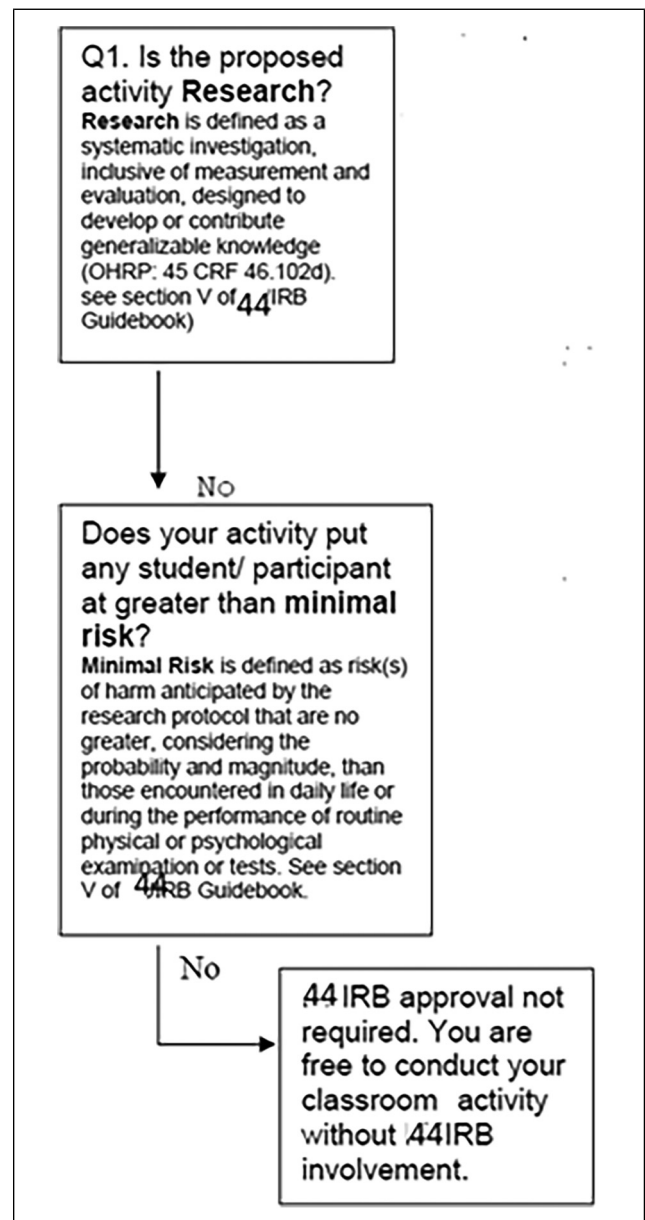 Q1. Is the proposed
activity Research?
Research is defined as a
systematic investigation,
inclusive of measurement and
evaluation, designed to
develop or contribute
generalizable knowledge
(OHRP: 45 CRF 46.102d).
see section V of 44 IRB
Guidebook)
No
Does your activity put
any student/ participant
at greater than minimal
risk?
Minimal Risk is defined as risk(s)
of harm anticipated by the
research protocol that are no
greater, considering the
probability and magnitude, than
those encountered in daily life or
during the performance of routine
physical or psychological
examination or tests. See section
V of 44 IRB Guidebook.
No
44 IRB approval not
required. You are
free to conduct your
classroom activity
without 44IRB
involvement.